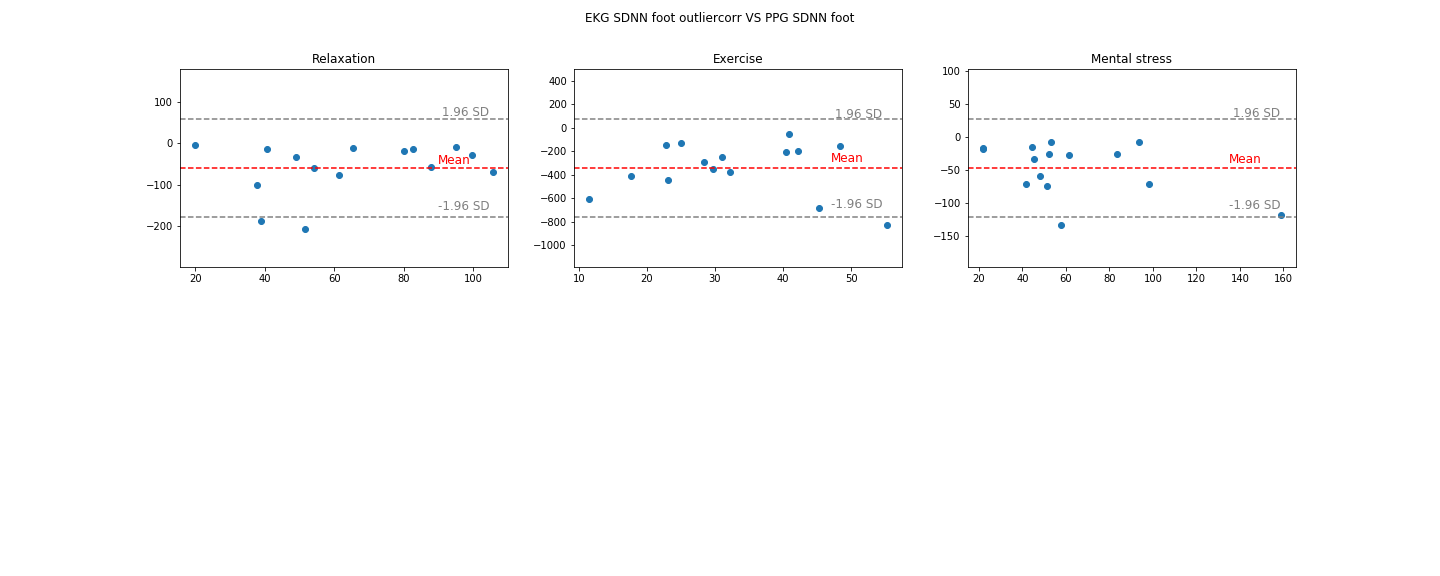 EKG SDNN foot outliercorr VS PPG SDNN foot
Relaxation
100
0
−100
−200
1.96 SD
Mean
-1.96 SD
20 40 60 80 100
Exercise
400
200
0
−200
−400
−600
−800
−1000
1.96 SD
Mean
-1.96 SD
10 20 30 40 50
Mental stress
100
50
0
−50
−100
−150
1.96 SD
Mean
-1.96 SD
20 40 60 80 100 120 140 160